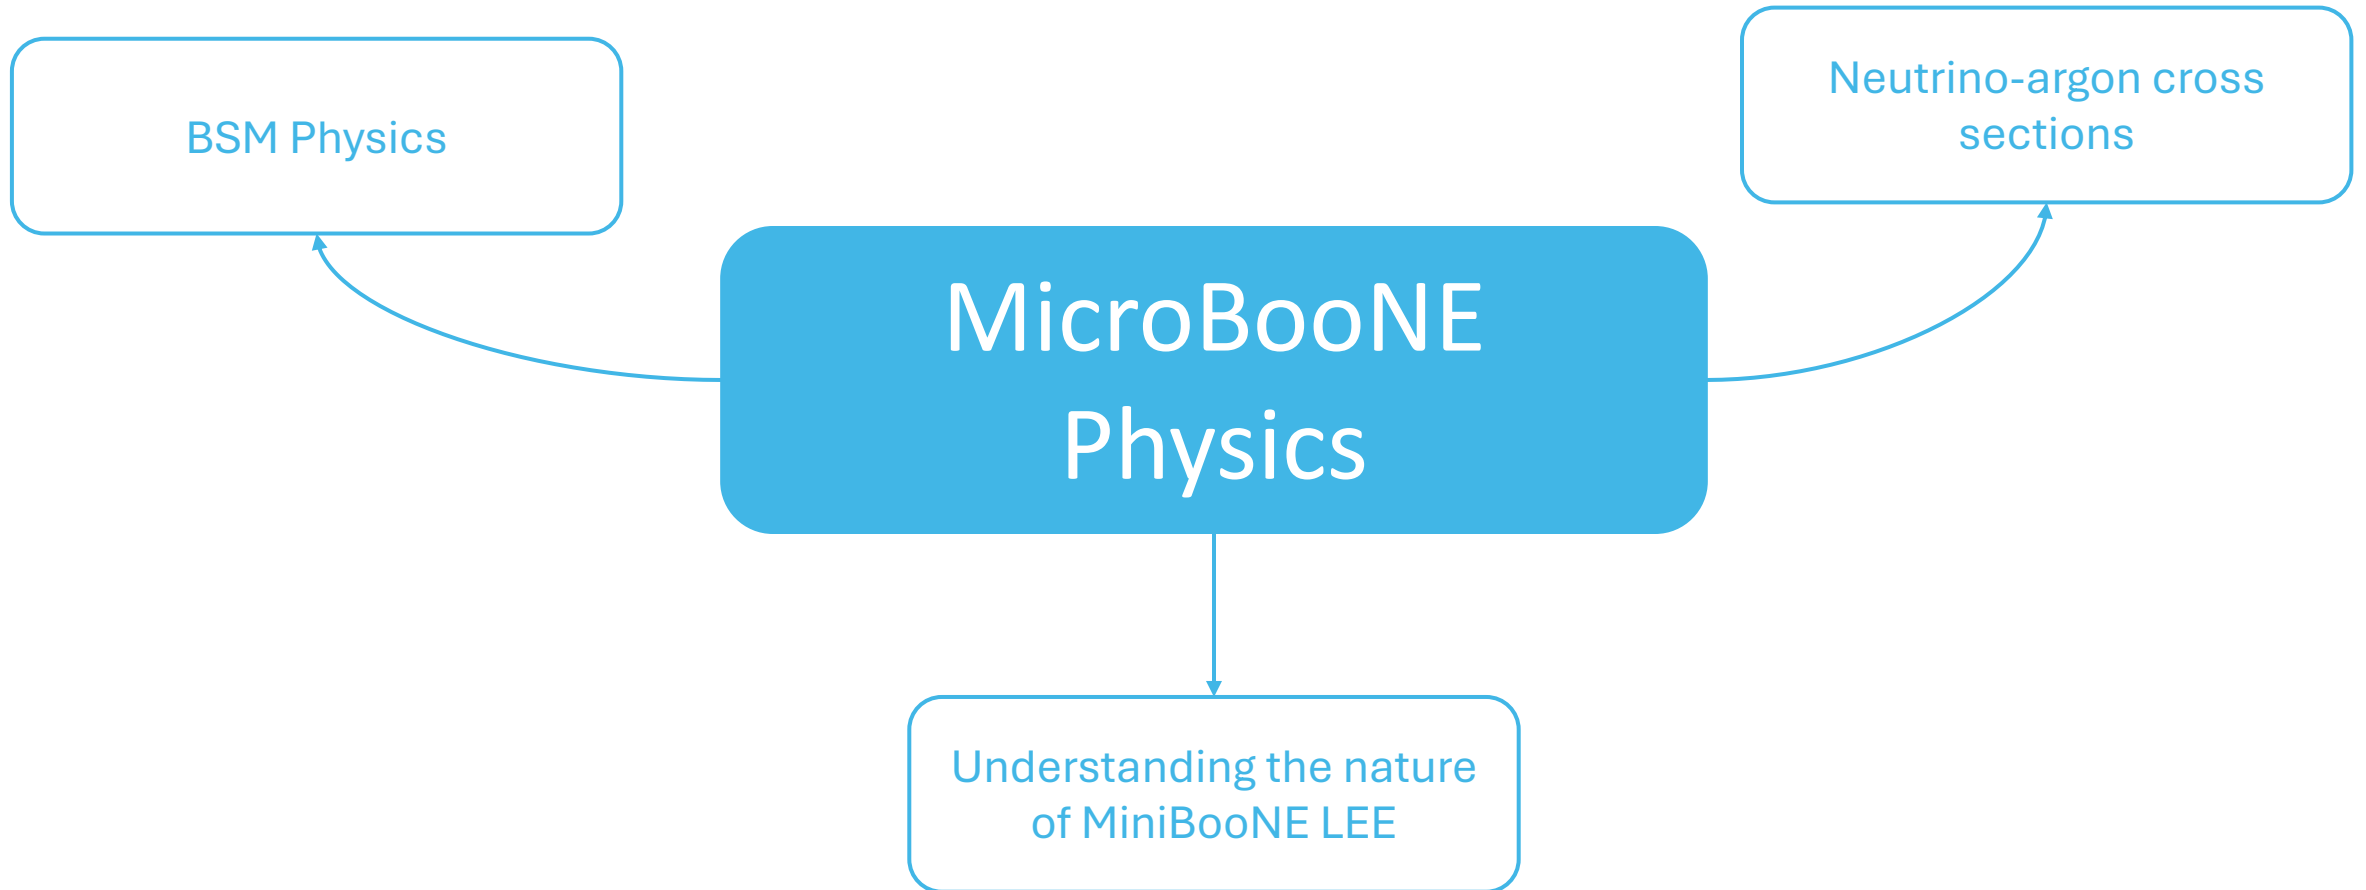 BSM Physics
Neutrino-argon cross
sections
MicroBooNE
Physics
Understanding the nature
of MiniBooNE LEE